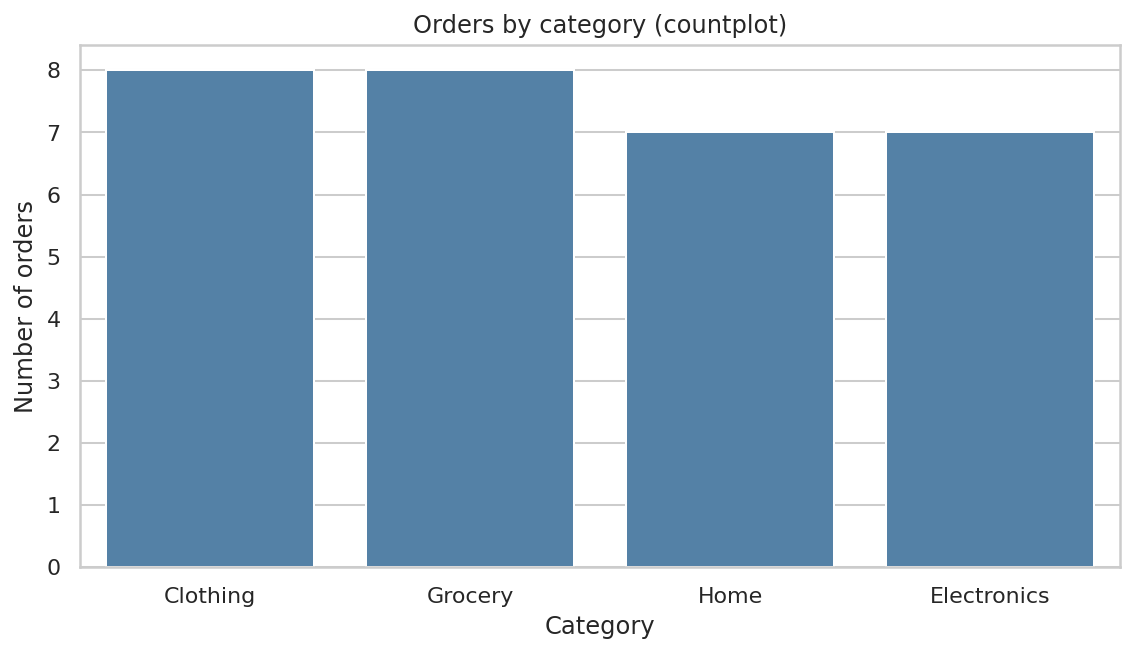 Orders by category (countplot)
8
7
6
5
4
3
2
1
0
Number of orders
Clothing Grocery Home Electronics
Category